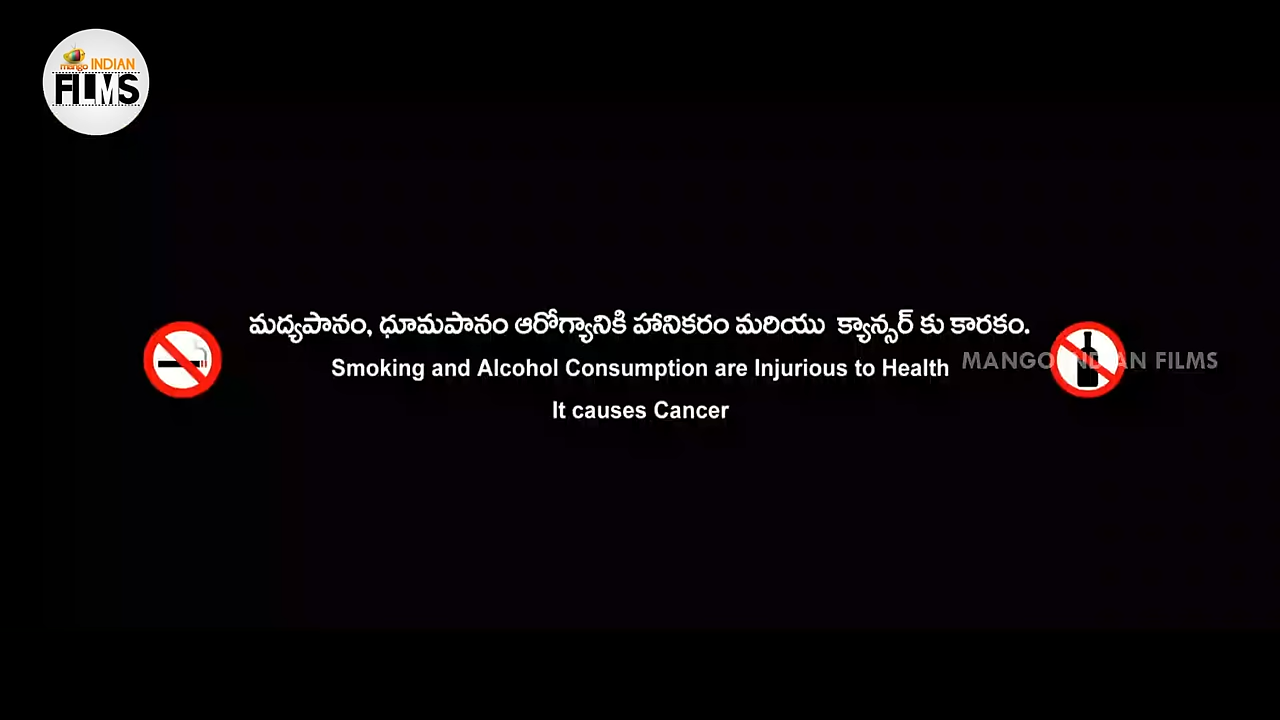 mango INDIAN
FILMS
మద్యపానం, ధూమపానం ఆరోగ్యానికి హానికరం మరియు క్యాన్సర్ కు కారకం.
Smoking and Alcohol Consumption are Injurious to Health
MANGO INDIAN FILMS
It causes Cancer